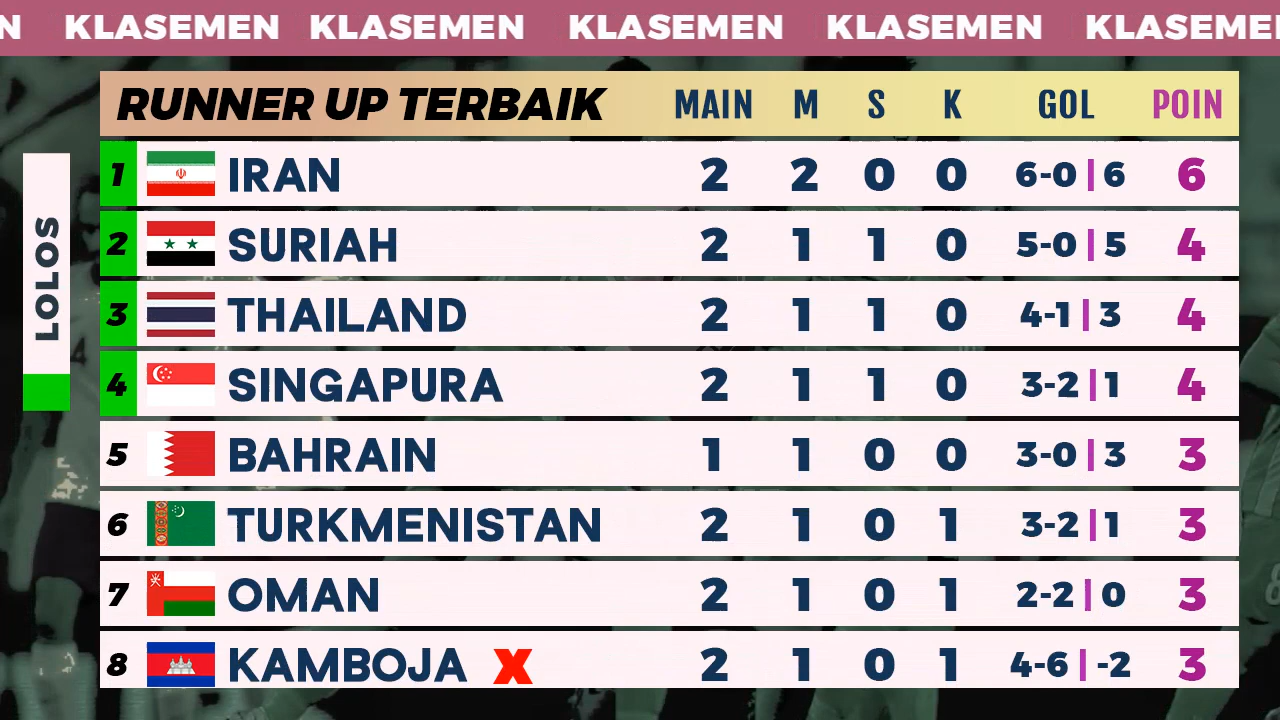 N KLASEMEN KLASEMEN KLASEMEN KLASEMEN KLASEME
RUNNER UP TERBAIK MAIN M S K GOL POIN
LOLOS
1 IRAN 2 2 0 0 6-0 | 6 6
2 SURIAH 2 1 1 0 5-0 | 5 4
3 THAILAND 2 1 1 0 4-1 | 3 4
4 SINGAPURA 2 1 1 0 3-2 | 1 4
5 BAHRAIN 1 1 0 0 3-0 | 3 3
6 TURKMENISTAN 2 1 0 1 3-2 | 1 3
7 OMAN 2 1 0 1 2-2 | 0 3
8 KAMBOJA X 2 1 0 1 4-6 | -2 3